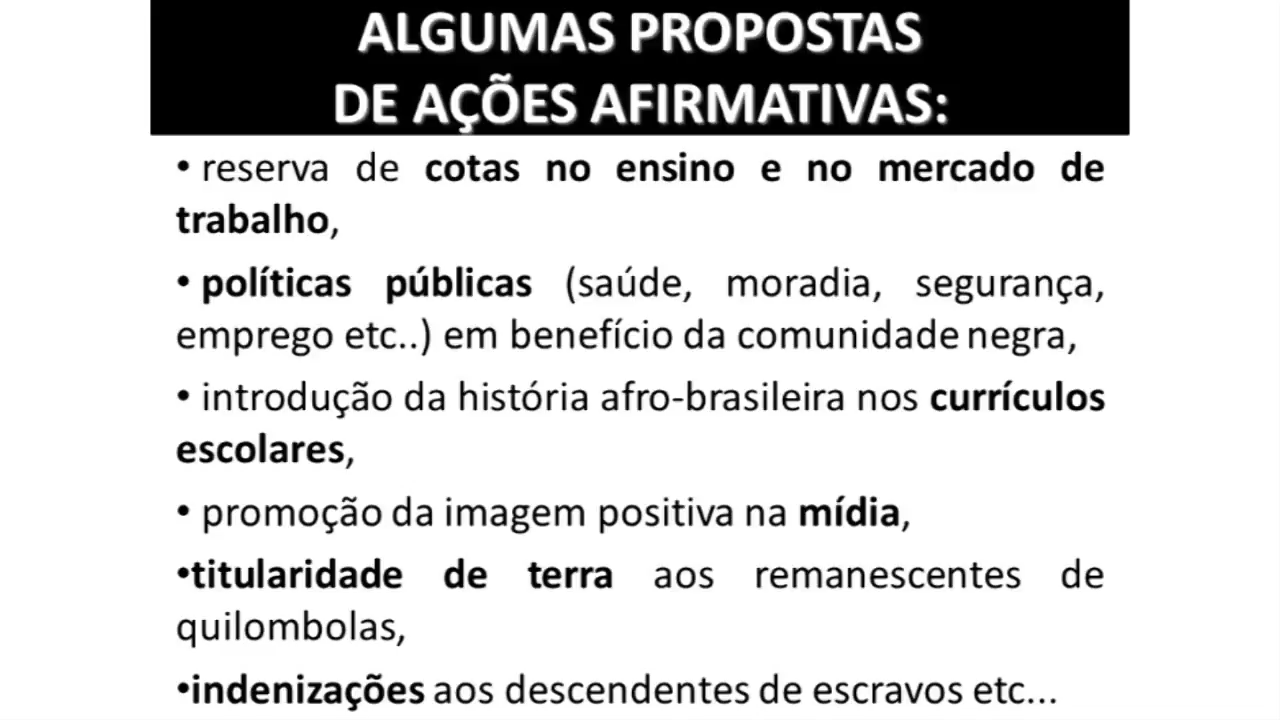 ALGUMAS PROPOSTAS
DE AÇÕES AFIRMATIVAS:
• reserva de cotas no ensino e no mercado de
trabalho,
• políticas públicas (saúde, moradia, segurança,
emprego etc..) em benefício da comunidade negra,
• introdução da história afro-brasileira nos currículos
escolares,
• promoção da imagem positiva na mídia,
•titularidade de terra aos remanescentes de
quilombolas,
•indenizações aos descendentes de escravos etc...